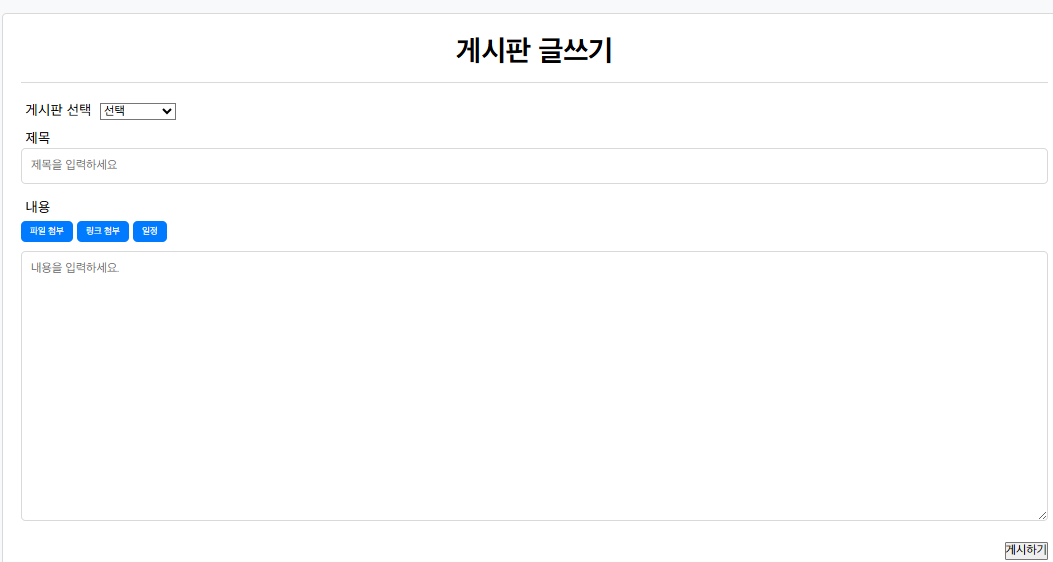 게시판 글쓰기
게시판 선택 선택
제목
제목을 입력하세요
내용
파일 첨부 링크 첨부 일정
내용을 입력하세요.
게시하기